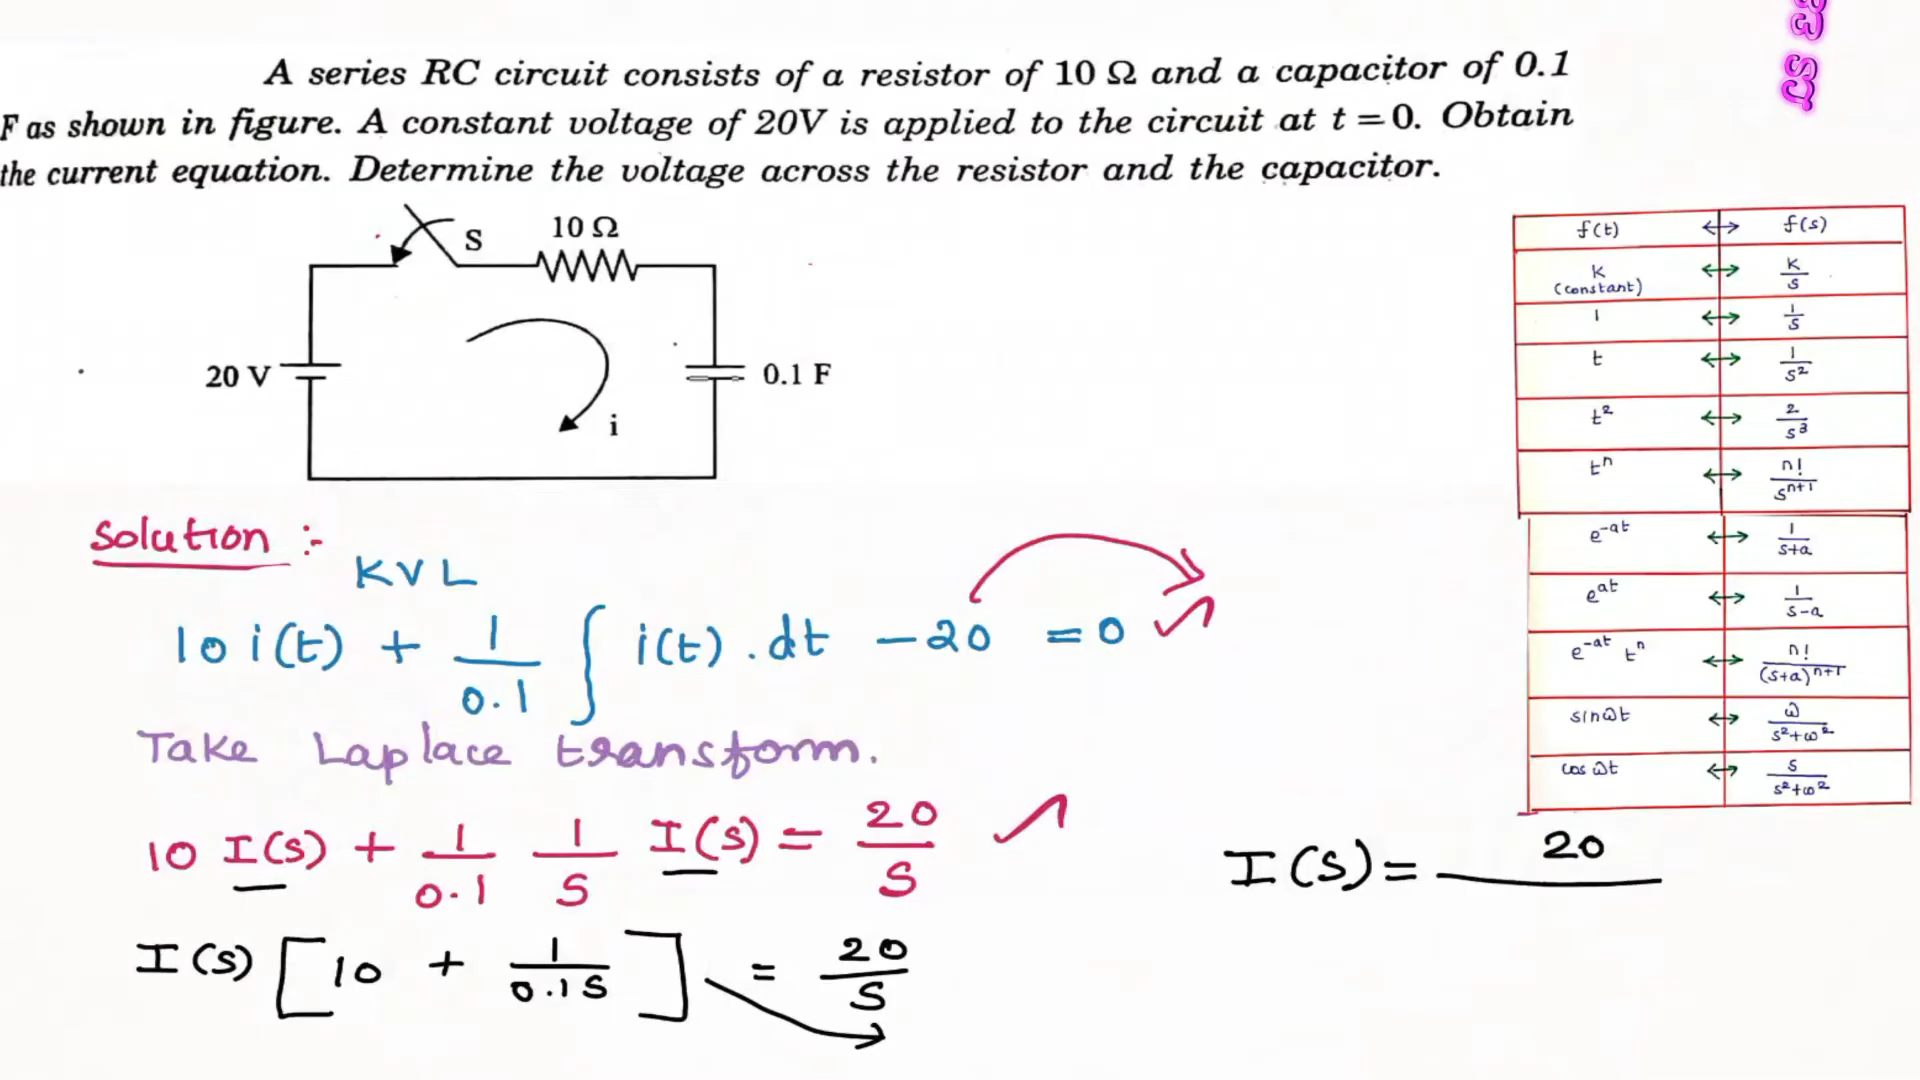 A series RC circuit consists of a resistor of 10 Ω and a capacitor of 0.1
F as shown in figure. A constant voltage of 20V is applied to the circuit at t = 0. Obtain
the current equation. Determine the voltage across the resistor and the capacitor.
S
10 Ω
20 V
0.1 F
i
Solution :-
KVL
10 i(t) + 1/0.1 ∫ i(t) . dt - 20 = 0
Take Laplace transform.
10 I(s) + 1/0.1 1/s I(s) = 20/s
I(s) [10 + 1/0.1s] = 20/s
I(s) = 20
f(t) ↔ f(s)
K (constant) ↔ K/s
1 ↔ 1/s
t ↔ 1/s²
t² ↔ 2/s³
tⁿ ↔ n!/sⁿ⁺¹
e^-at ↔ 1/s+a
e^at ↔ 1/s-a
e^-at tⁿ ↔ n!/(s+a)ⁿ⁺¹
sinωt ↔ ω/s²+ω²
cos ωt ↔ s/s²+ω²